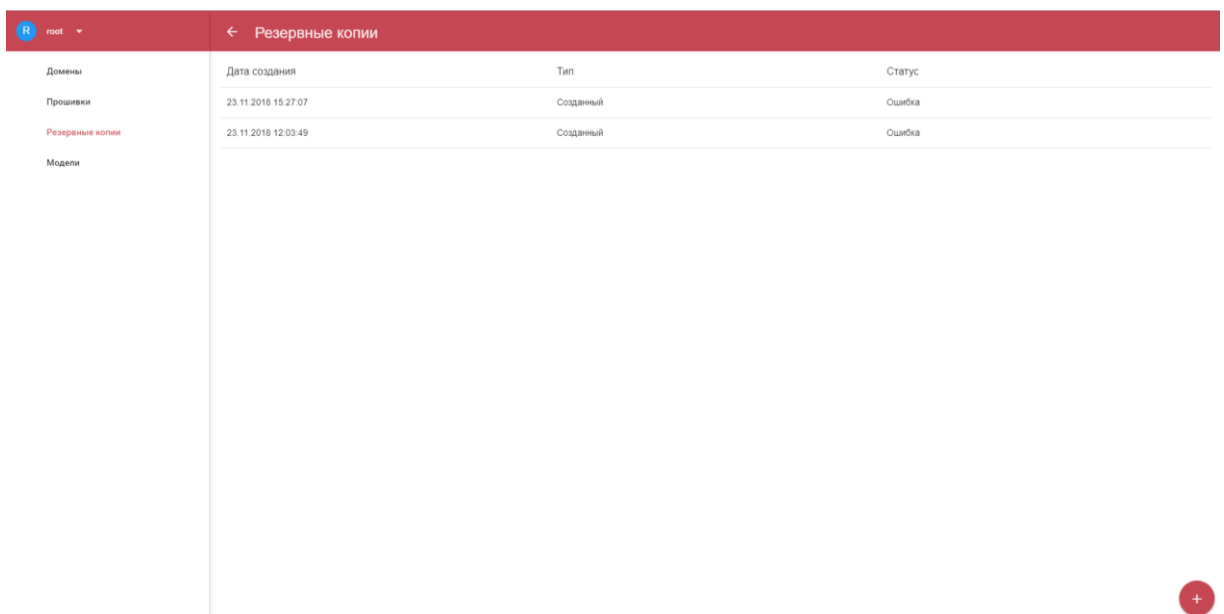 R root
← Резервные копии
Домены
Прошивки
Резервные копии
Модели
Дата создания Тип Статус
23.11.2018 15:27:07 Созданный Ошибка
23.11.2018 12:03:49 Созданный Ошибка
+